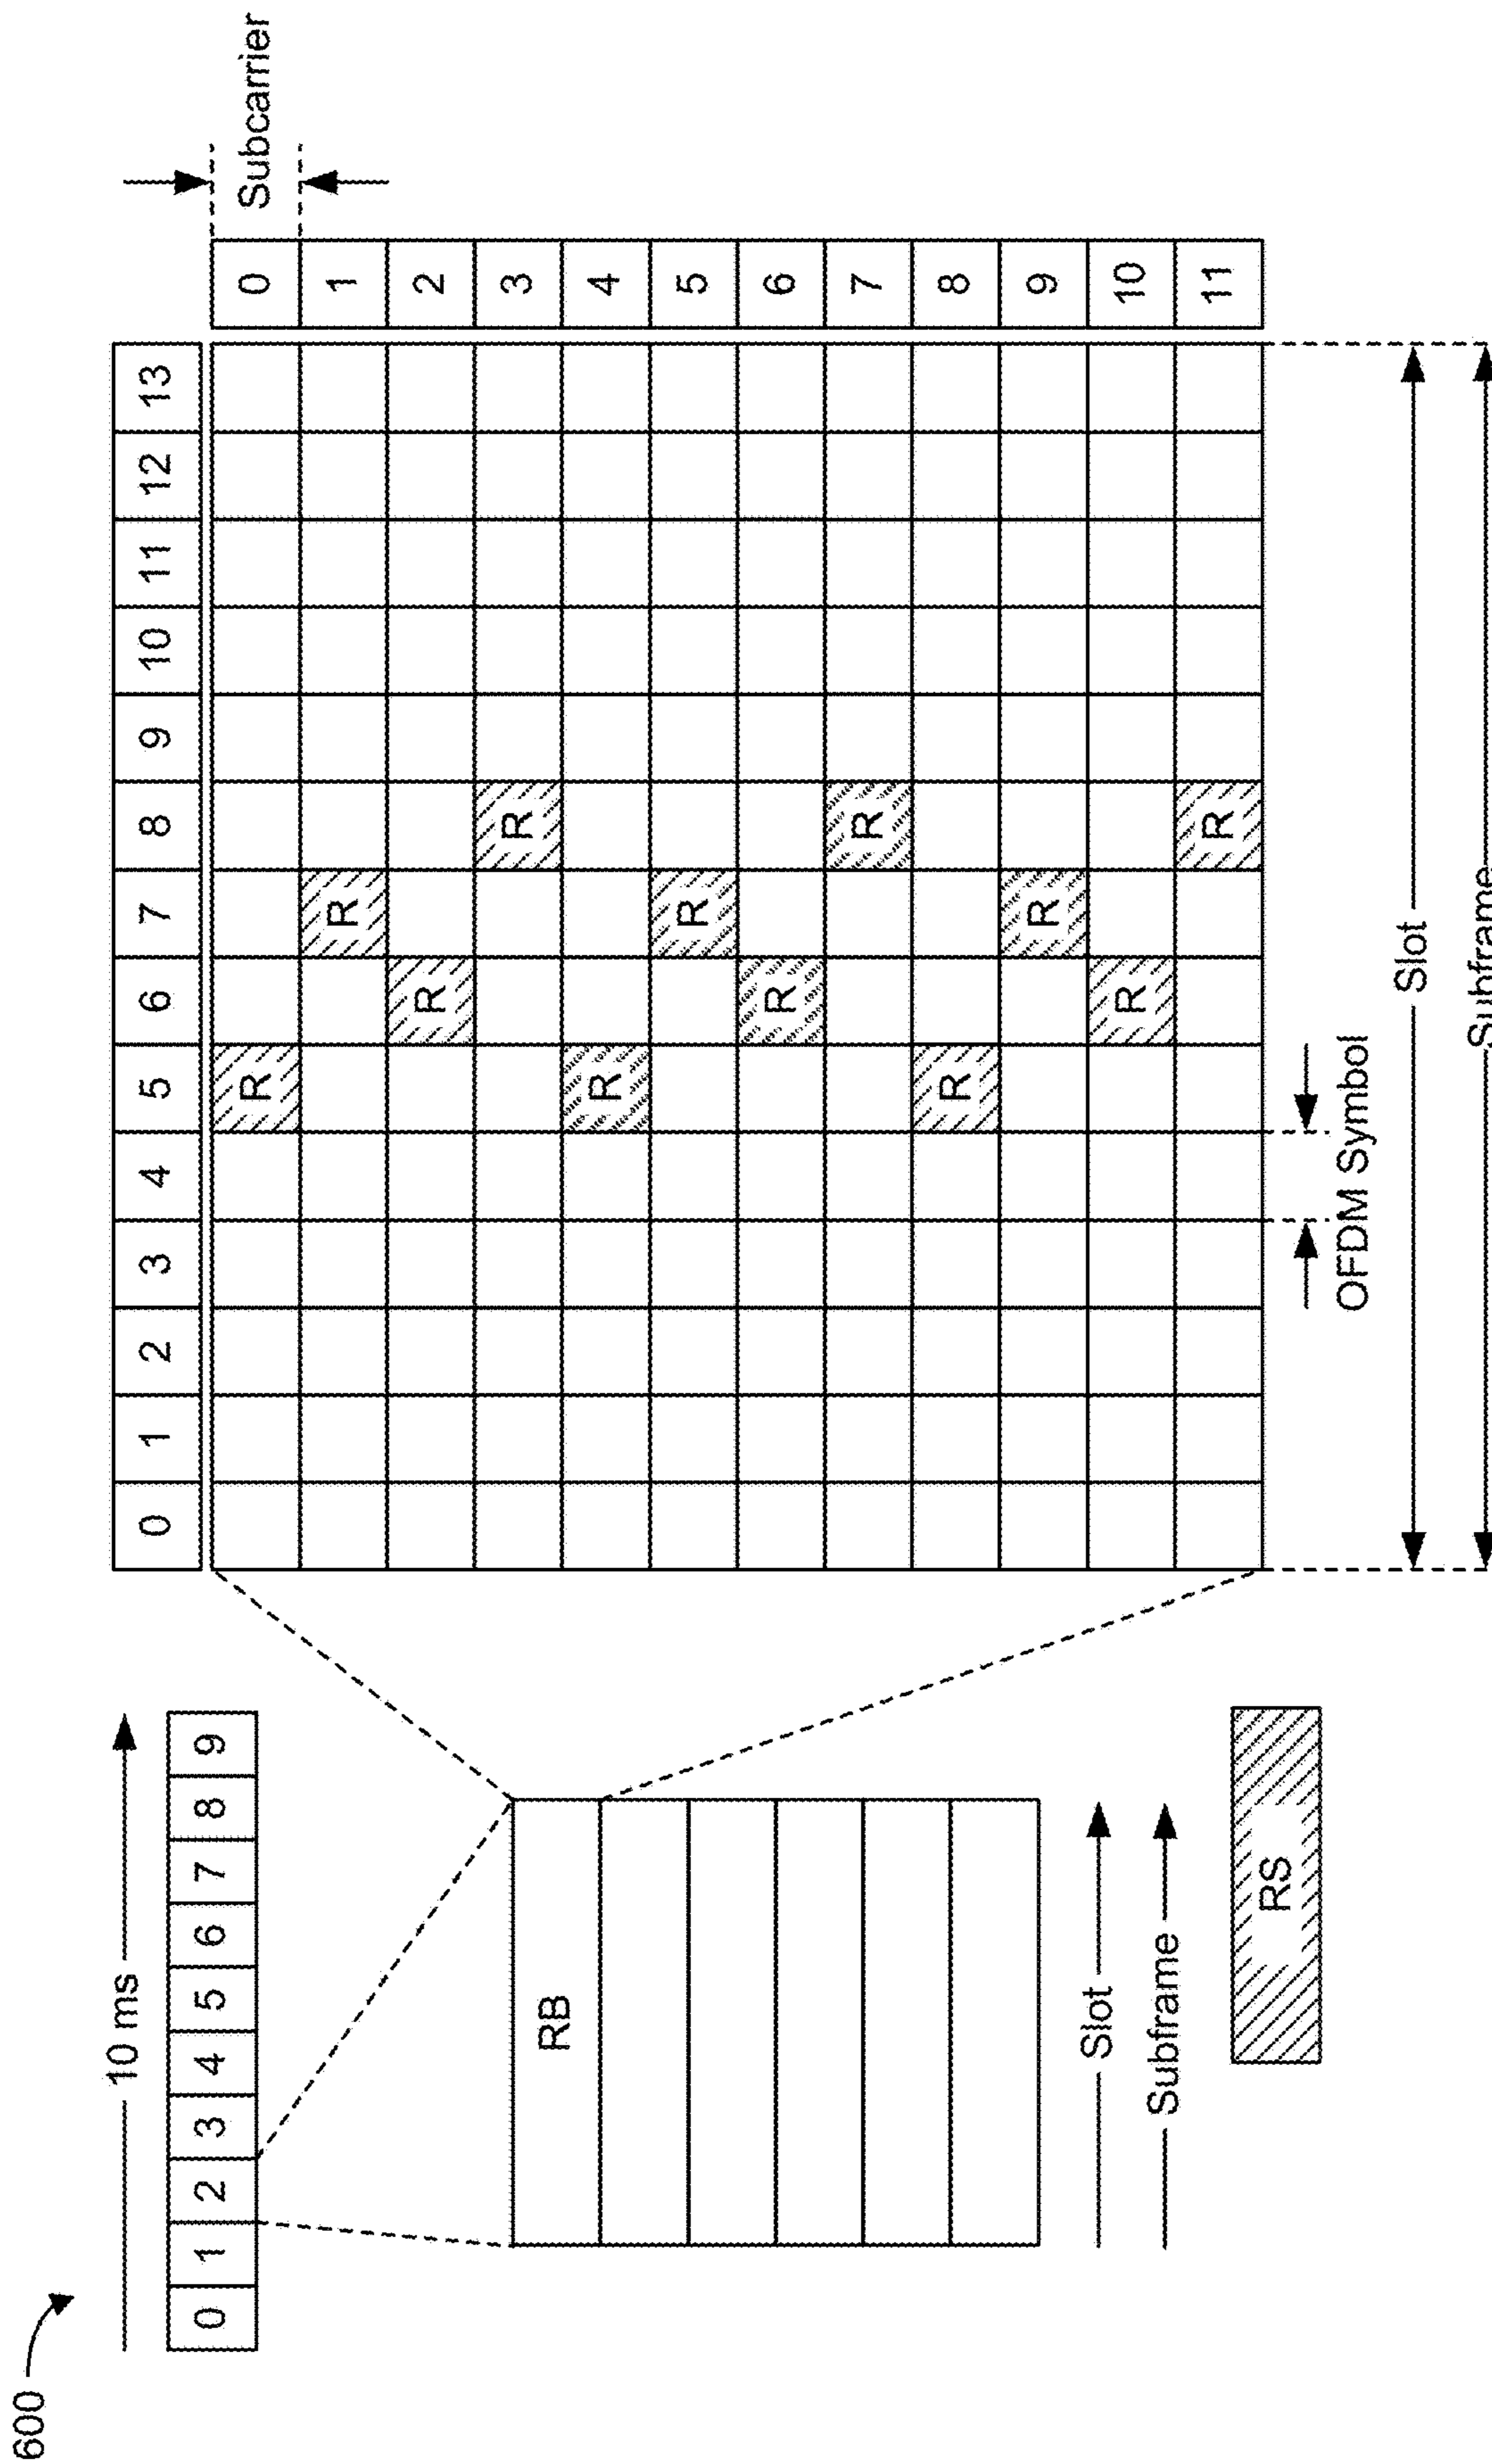 600
10 ms
0 1 2 3 4 5 6 7 8 9
RB
Slot
Subframe
RS
0 1 2 3 4 5 6 7 8 9 10 11 12 13
Subcarrier
R 0
R 1
R 2
R 3
R 4
R 5
R 6
R 7
R 8
R 9
R 10
R 11
OFDM Symbol
Slot
Subframe